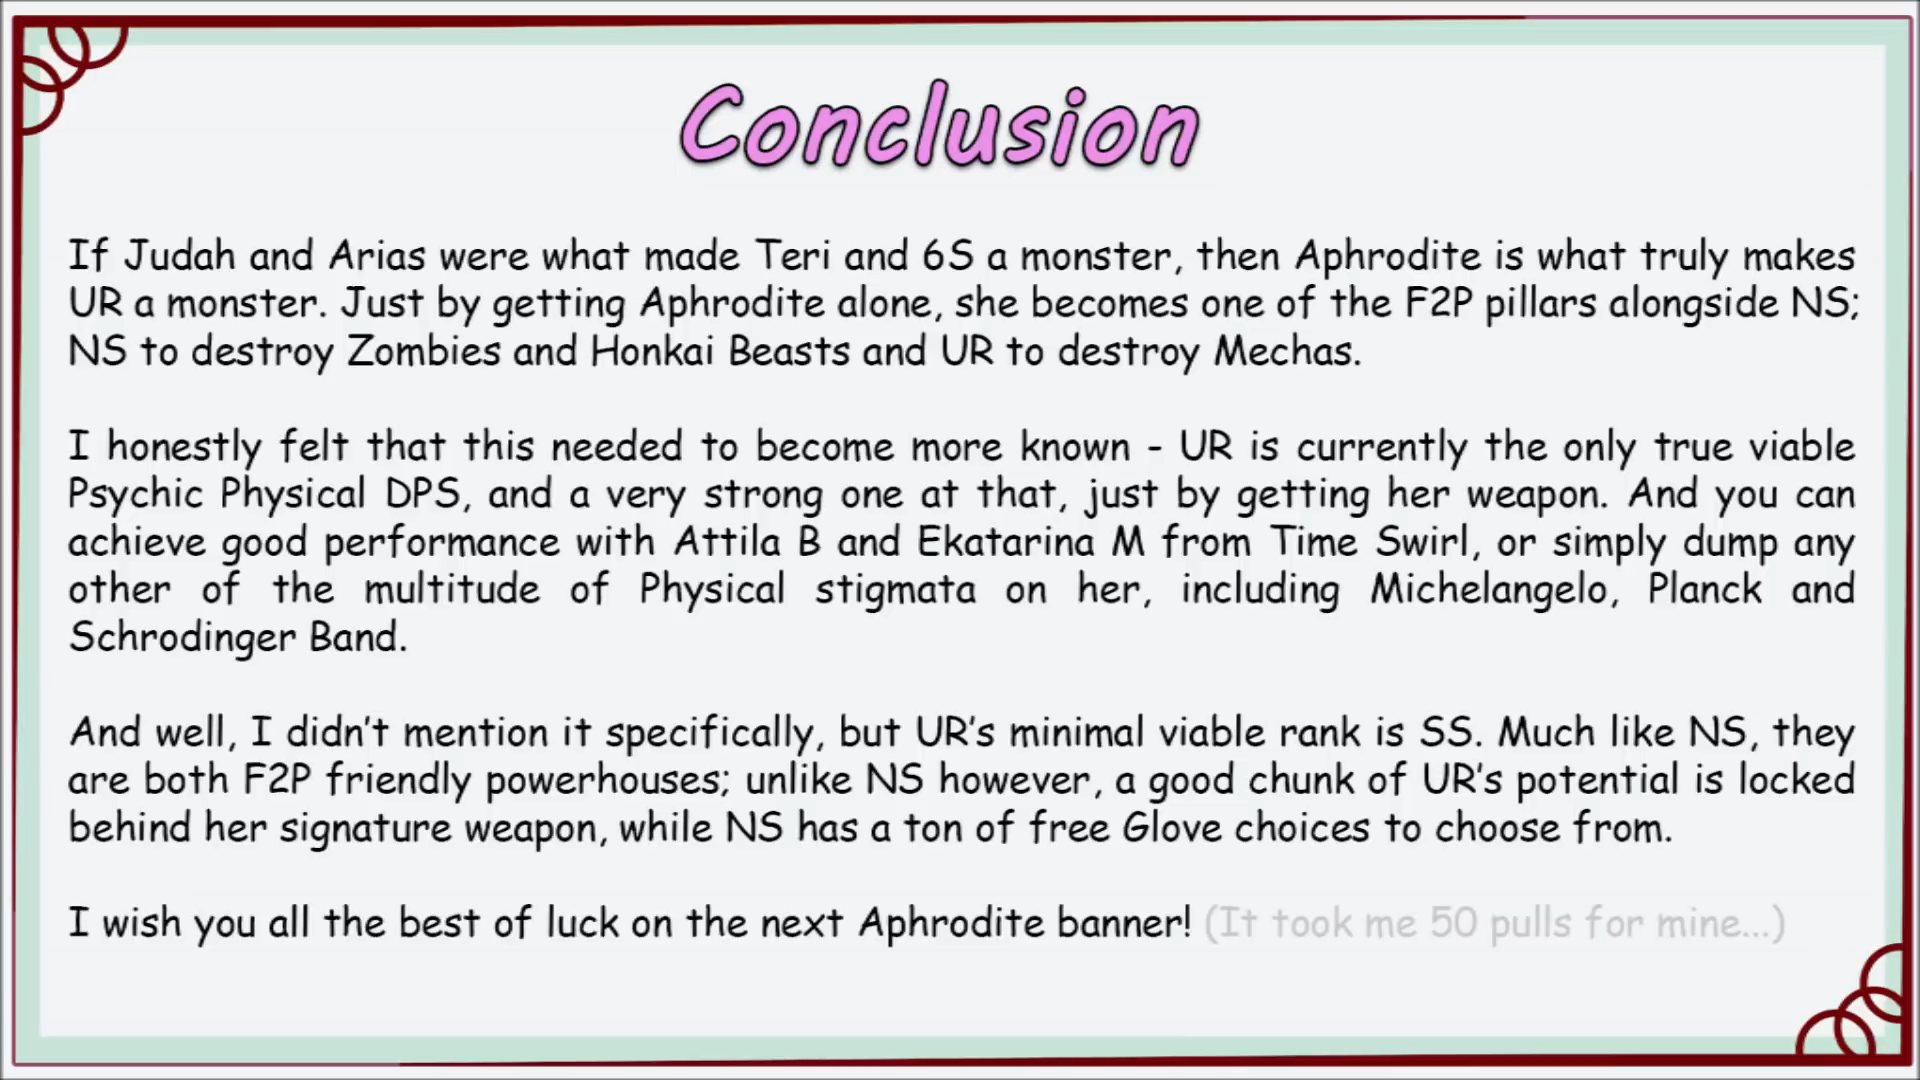 Conclusion
If Judah and Arias were what made Teri and 6S a monster, then Aphrodite is what truly makes
UR a monster. Just by getting Aphrodite alone, she becomes one of the F2P pillars alongside NS;
NS to destroy Zombies and Honkai Beasts and UR to destroy Mechas.
I honestly felt that this needed to become more known - UR is currently the only true viable
Psychic Physical DPS, and a very strong one at that, just by getting her weapon. And you can
achieve good performance with Attila B and Ekatarina M from Time Swirl, or simply dump any
other of the multitude of Physical stigmata on her, including Michelangelo, Planck and
Schrodinger Band.
And well, I didn't mention it specifically, but UR's minimal viable rank is SS. Much like NS, they
are both F2P friendly powerhouses; unlike NS however, a good chunk of UR's potential is locked
behind her signature weapon, while NS has a ton of free Glove choices to choose from.
I wish you all the best of luck on the next Aphrodite banner! (It took me 50 pulls for mine...)